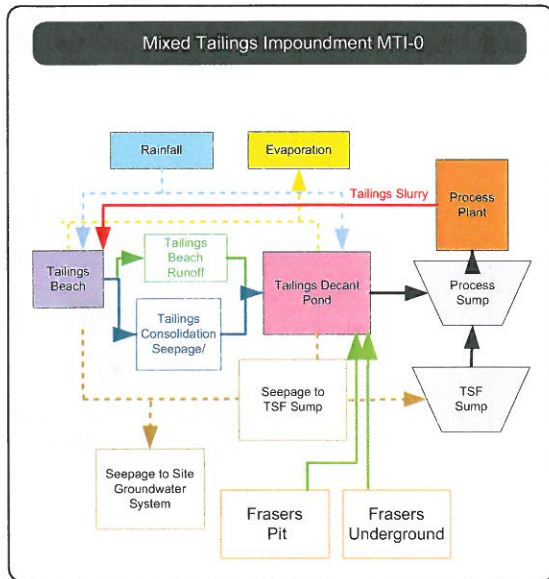 Mixed Tailings Impoundment MTI-0
Rainfall
Evaporation
Tailings Slurry
Process
Plant
Tailings
Beach
Tailings
Beach
Runoff
Tailings
Consolidation
Seepage/
Tailings Decant
Pond
Process
Sump
Seepage to
TSF Sump
TSF
Sump
Seepage to Site
Groundwater
System
Frasers
Pit
Frasers
Underground